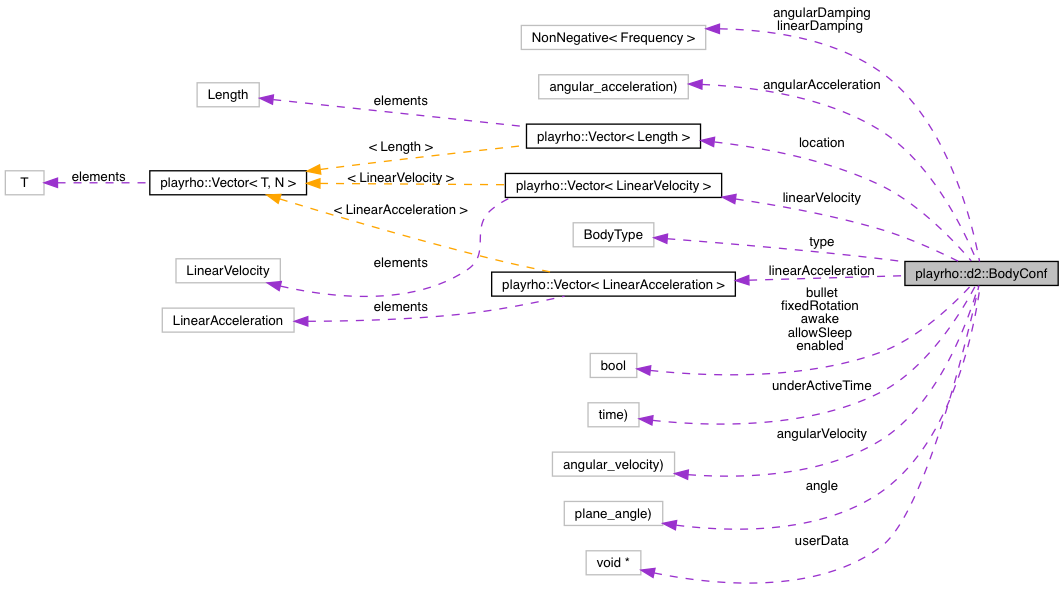 angularDamping
linearDamping
NonNegative< Frequency >
angular_acceleration)
angularAcceleration
Length
elements
playrho::Vector< Length >
location
< Length >
T
elements
playrho::Vector< T, N >
< LinearVelocity >
playrho::Vector< LinearVelocity >
linearVelocity
< LinearAcceleration >
BodyType
type
LinearVelocity
elements
playrho::Vector< LinearAcceleration >
linearAcceleration
playrho::d2::BodyConf
LinearAcceleration
elements
bullet
fixedRotation
awake
allowSleep
enabled
bool
underActiveTime
time)
angularVelocity
angular_velocity)
angle
plane_angle)
userData
void *